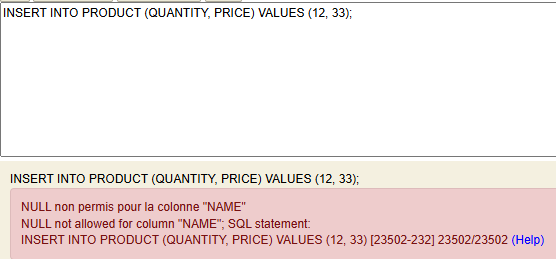 INSERT INTO PRODUCT (QUANTITY, PRICE) VALUES (12, 33);
INSERT INTO PRODUCT (QUANTITY, PRICE) VALUES (12, 33);
NULL non permis pour la colonne "NAME"
NULL not allowed for column "NAME"; SQL statement:
INSERT INTO PRODUCT (QUANTITY, PRICE) VALUES (12, 33) [23502-232] 23502/23502 (Help)